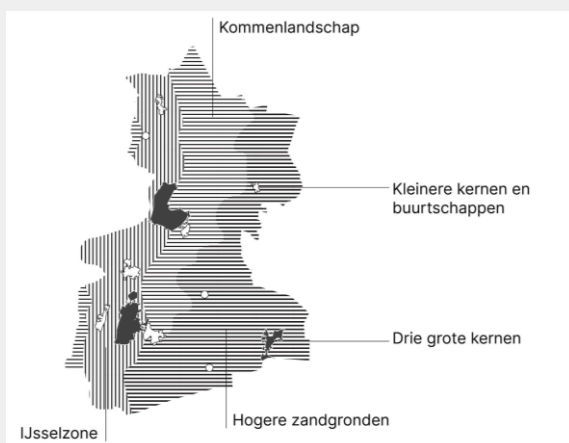 Kommenlandschap
Kleinere kernen en
buurtschappen
Drie grote kernen
Hogere zandgronden
IJsselzone